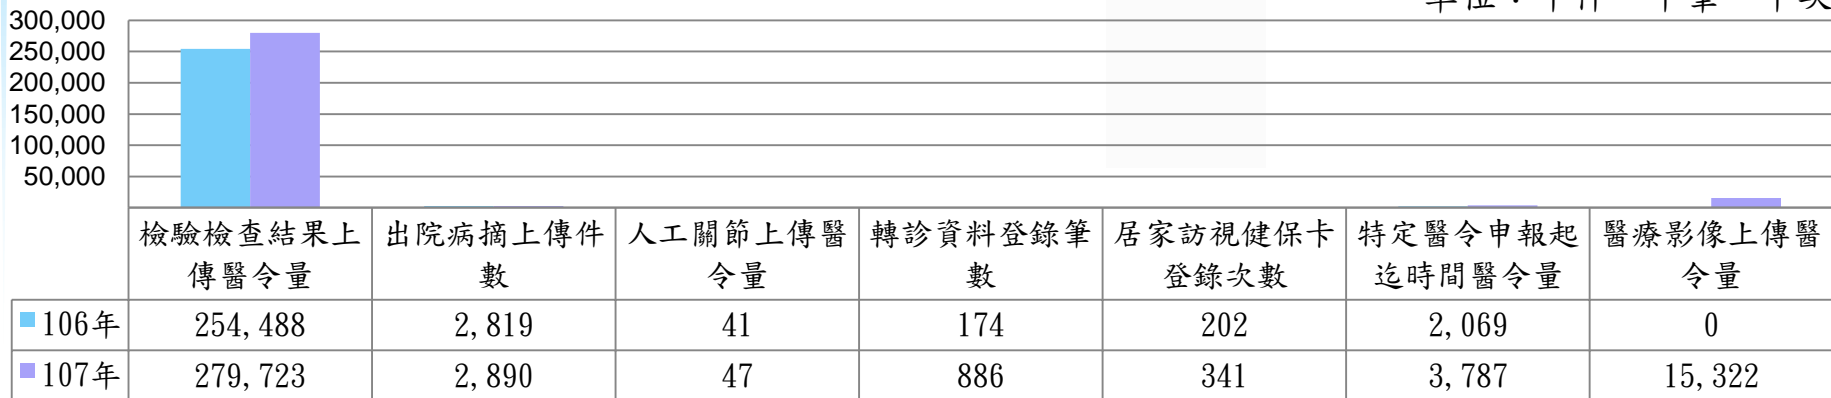 300,000
250,000
200,000
150,000
100,000
50,000
檢驗檢查結果上傳醫令量
出院病摘上傳件數
人工關節上傳醫令量
轉診資料登錄筆數
居家訪視健保卡登錄次數
特定醫令申報起迄時間醫令量
醫療影像上傳醫令量
106年 254,488 2,819 41 174 202 2,069 0
107年 279,723 2,890 47 886 341 3,787 15,322